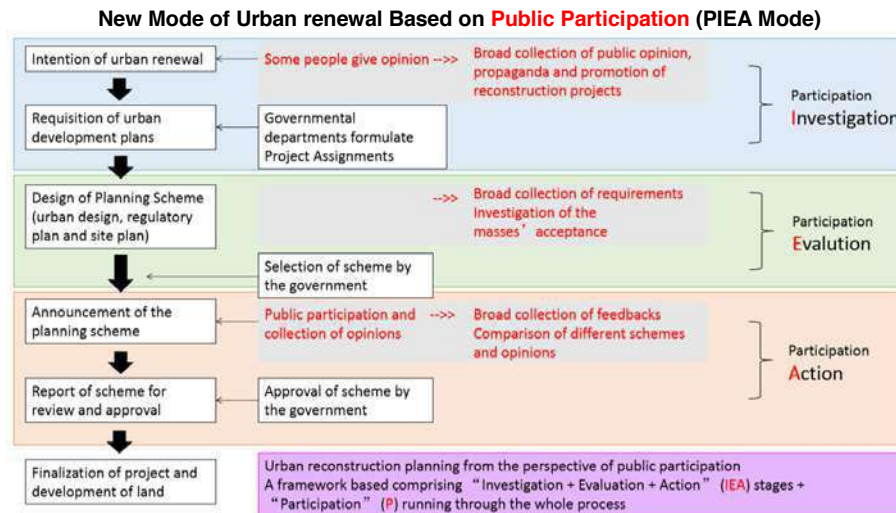 New Mode of Urban renewal Based on Public Participation (PIEA Mode)
Intention of urban renewal
Some people give opinion -->>
Broad collection of public opinion,
propaganda and promotion of
reconstruction projects
Participation
Investigation
Requisition of urban
development plans
Governmental
departments formulate
Project Assignments
Design of Planning Scheme
(urban design, regulatory
plan and site plan)
-->>
Broad collection of requirements
Investigation of the
masses’ acceptance
Participation
Evalution
Selection of scheme by
the government
Announcement of the
planning scheme
Public participation and
collection of opinions
-->>
Broad collection of feedbacks
Comparison of different schemes
and opinions
Participation
Action
Report of scheme for
review and approval
Approval of scheme by
the government
Finalization of project and
development of land
Urban reconstruction planning from the perspective of public participation
A framework based comprising “Investigation + Evaluation + Action” (IEA) stages +
“Participation” (P) running through the whole process